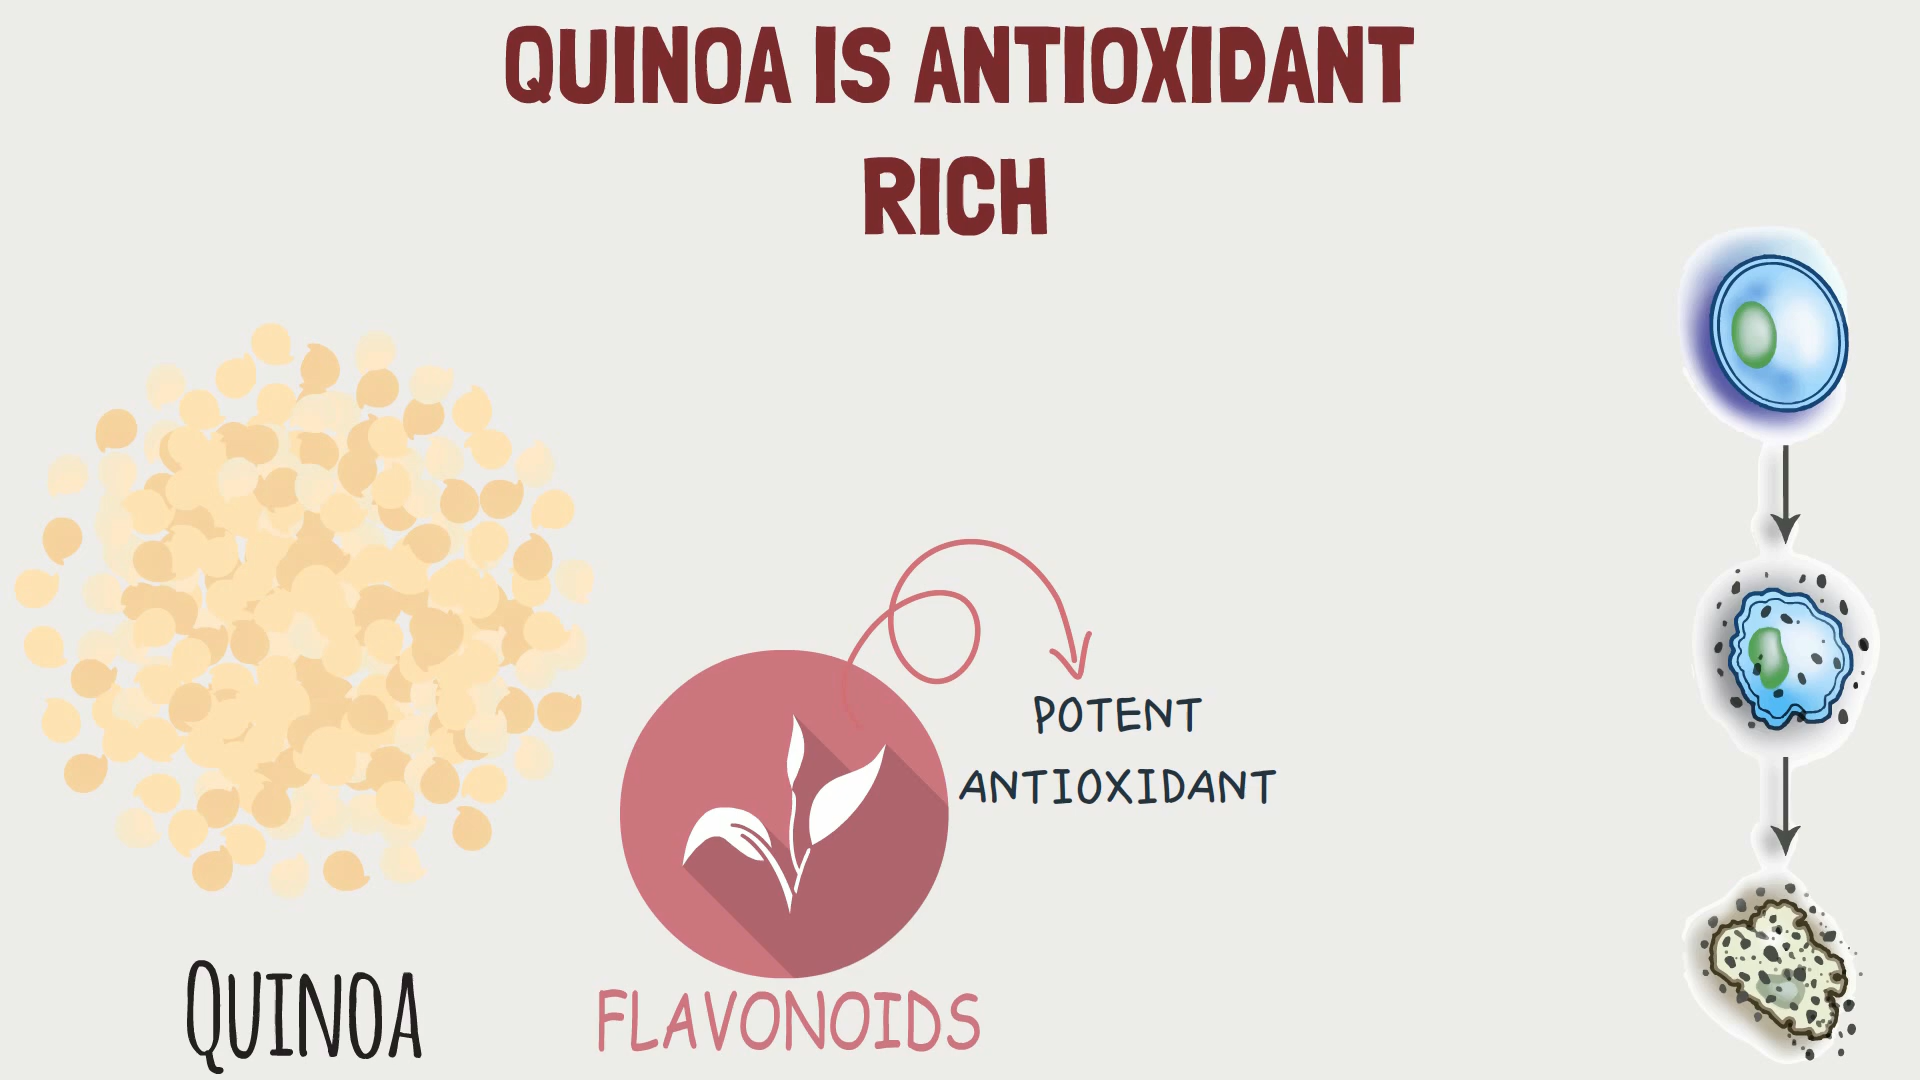 QUINOA IS ANTIOXIDANT
RICH
POTENT
ANTIOXIDANT
QUINOA
FLAVONOIDS